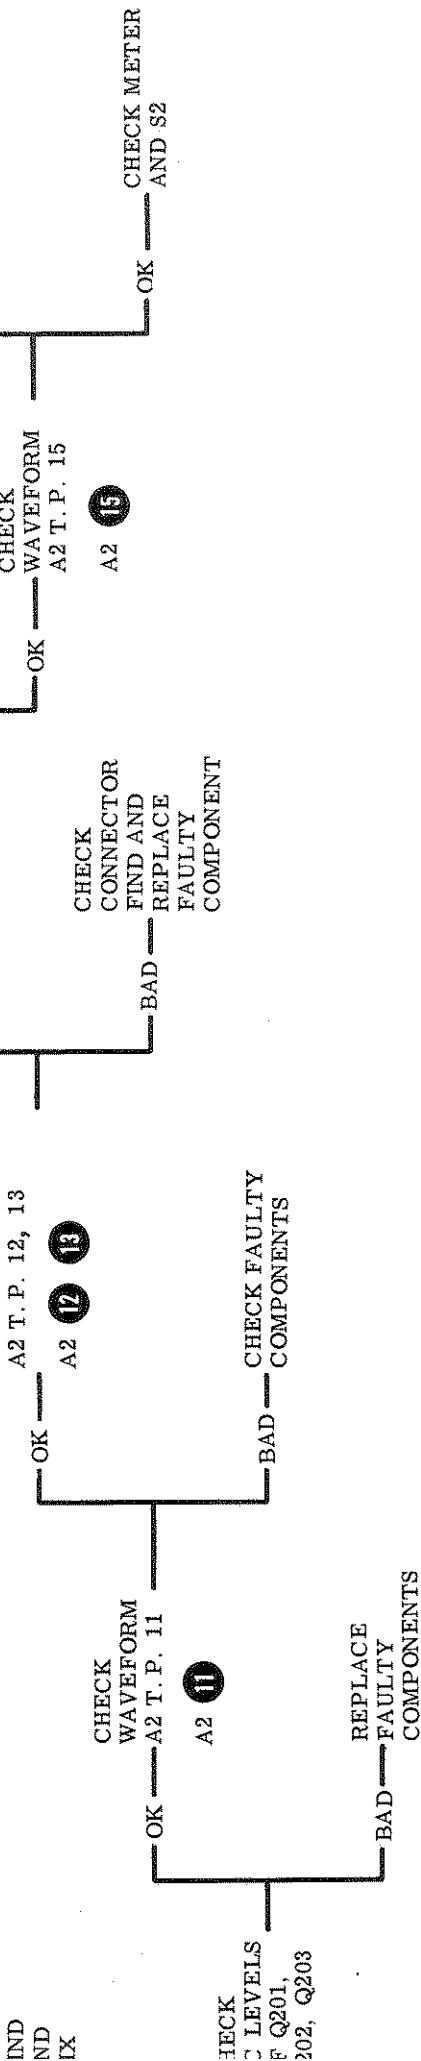 IND
ND
IX
HECK
C LEVELS
F Q201,
202, Q203
OK
BAD
CHECK
WAVEFORM
A2 T.P. 11
A2 11
REPLACE
FAULTY
COMPONENTS
OK
BAD
A2 T.P. 12, 13
A2 12 13
CHECK FAULTY
COMPONENTS
BAD
CHECK
CONNECTOR
FIND AND
REPLACE
FAULTY
COMPONENT
OK
CHECK
WAVEFORM
A2 T.P. 15
A2 15
OK
CHECK METER
AND S2